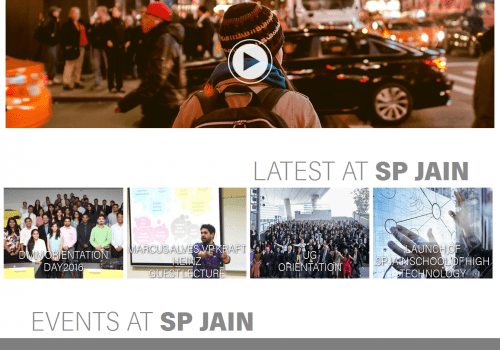 LATEST AT SP JAIN
DMM ORIENTATION
DAY 2016
MARCUS ALVES, VP KRAFT
HEINZ
GUEST LECTURE
UG
ORIENTATION
LAUNCH OF
SP JAIN SCHOOL OF HIGH
TECHNOLOGY
EVENTS AT SP JAIN